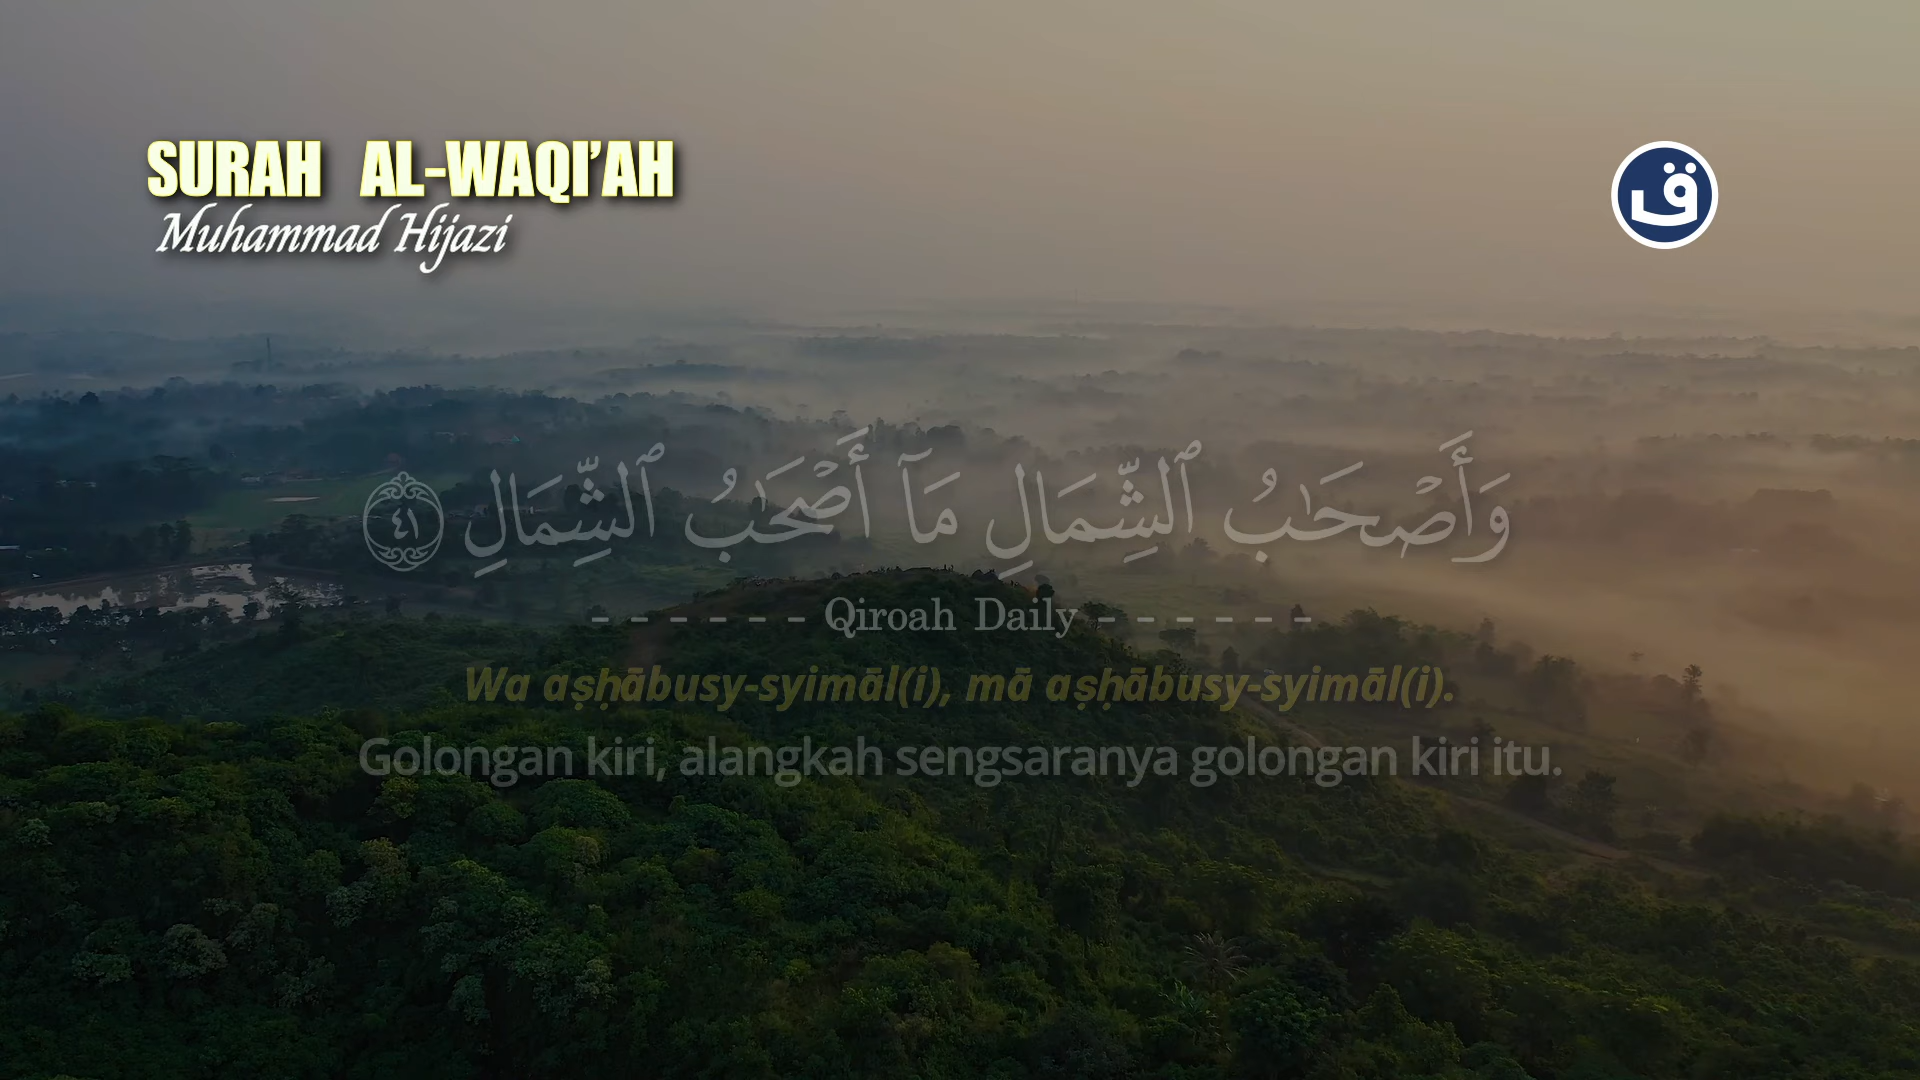 SURAH AL-WAQI’AH
Muhammad Hijazi
ق
وَأَصْحَـٰبُ ٱلشِّمَالِ مَآ أَصْحَـٰبُ ٱلشِّمَالِ ٤١
- - - - - - Qiroah Daily - - - - - -
Wa aṣḥābusy-syimāl(i), mā aṣḥābusy-syimāl(i).
Golongan kiri, alangkah sengsaranya golongan kiri itu.